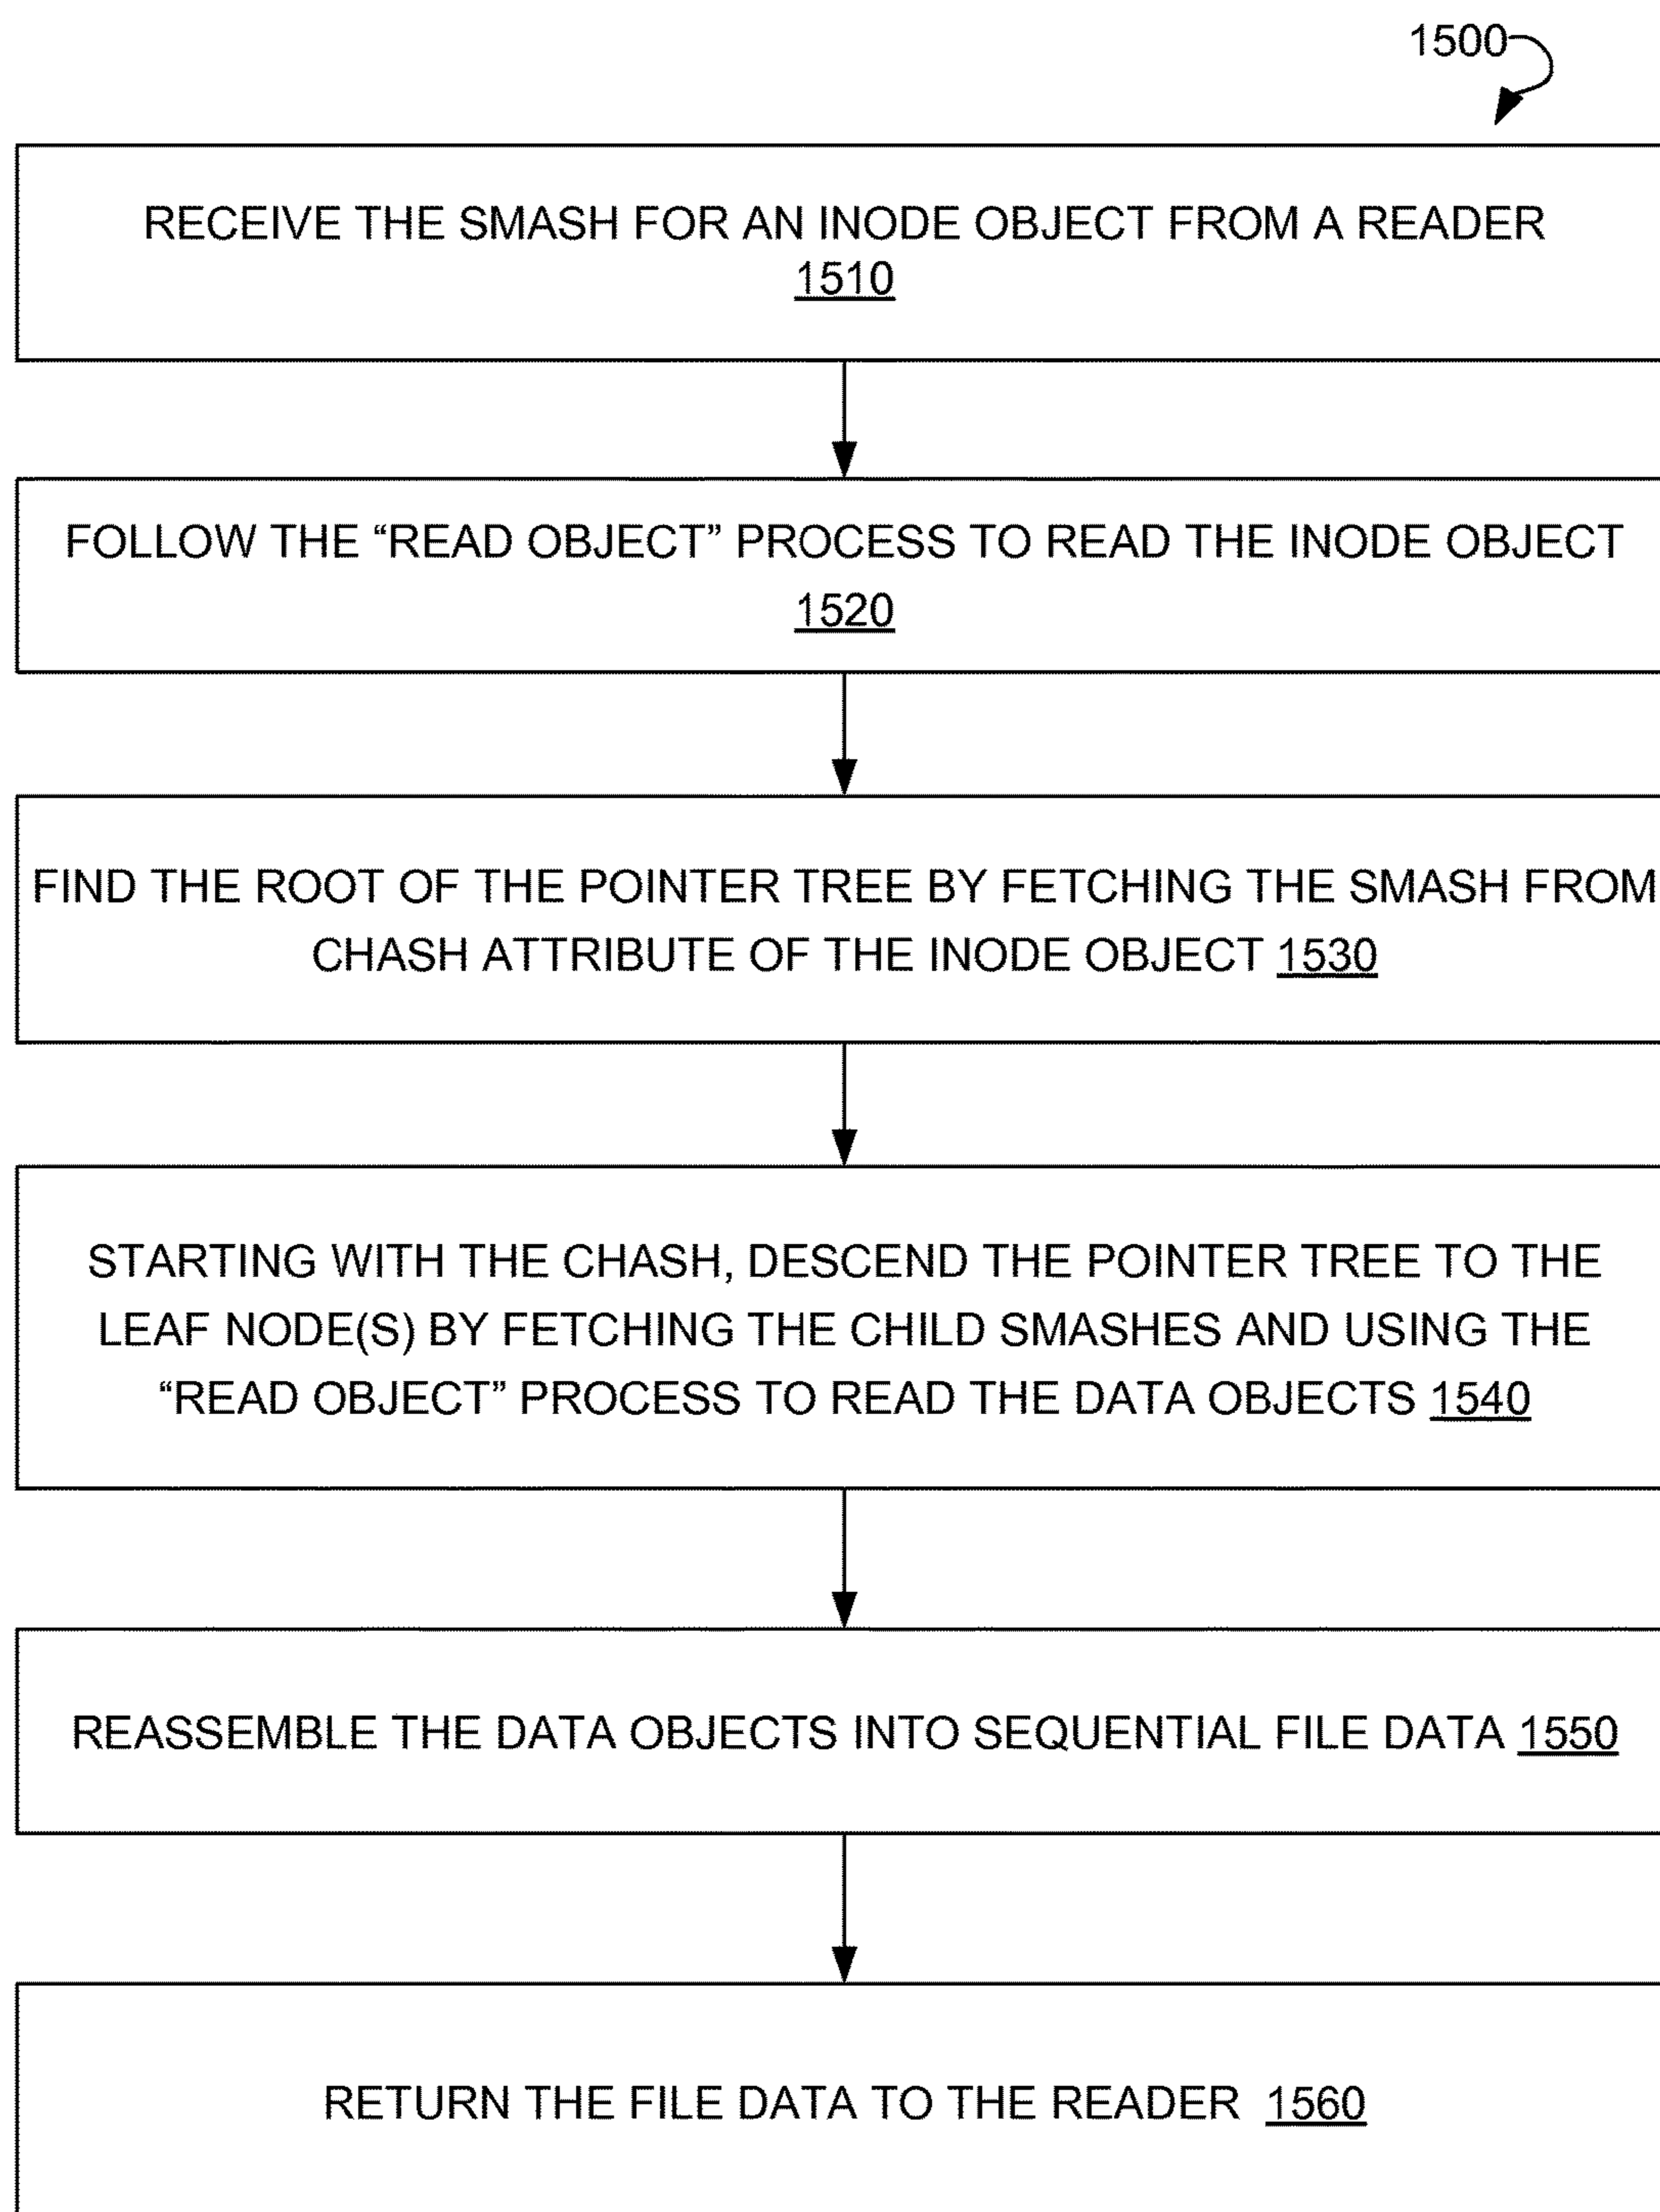 1500
RECEIVE THE SMASH FOR AN INODE OBJECT FROM A READER
1510
FOLLOW THE “READ OBJECT” PROCESS TO READ THE INODE OBJECT
1520
FIND THE ROOT OF THE POINTER TREE BY FETCHING THE SMASH FROM
CHASH ATTRIBUTE OF THE INODE OBJECT 1530
STARTING WITH THE CHASH, DESCEND THE POINTER TREE TO THE
LEAF NODE(S) BY FETCHING THE CHILD SMASHES AND USING THE
“READ OBJECT” PROCESS TO READ THE DATA OBJECTS 1540
REASSEMBLE THE DATA OBJECTS INTO SEQUENTIAL FILE DATA 1550
RETURN THE FILE DATA TO THE READER 1560